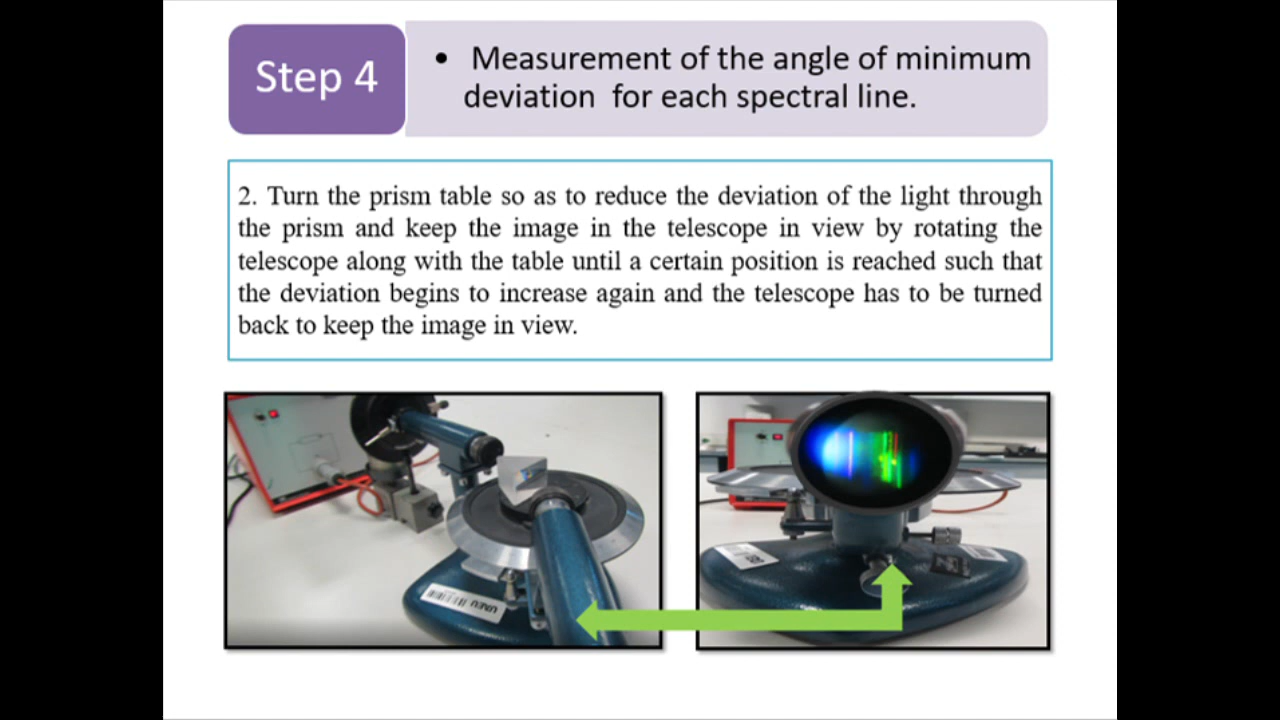 Step 4
• Measurement of the angle of minimum
deviation for each spectral line.
2. Turn the prism table so as to reduce the deviation of the light through
the prism and keep the image in the telescope in view by rotating the
telescope along with the table until a certain position is reached such that
the deviation begins to increase again and the telescope has to be turned
back to keep the image in view.